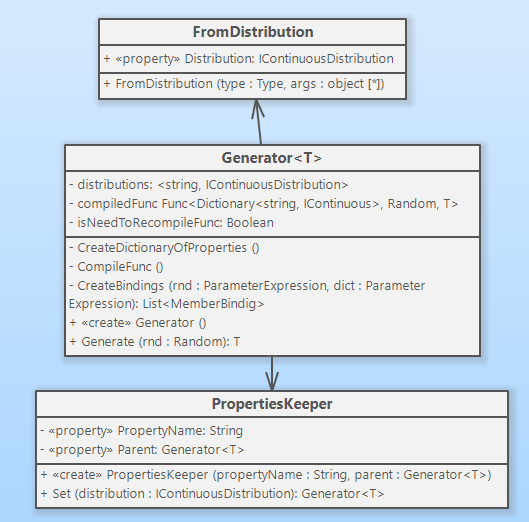 FromDistribution
+ «property» Distribution: IContinuousDistribution
+ FromDistribution (type : Type, args : object [*])
Generator<T>
- distributions: <string, IContinuousDistribution>
- compiledFunc Func<Dictionary<string, IContinuous>, Random, T>
- isNeedToRecompileFunc: Boolean
- CreateDictionaryOfProperties ()
- CompileFunc ()
- CreateBindings (rnd : ParameterExpression, dict : Parameter
Expression): List<MemberBindig>
+ «create» Generator ()
+ Generate (rnd : Random): T
PropertiesKeeper
- «property» PropertyName: String
- «property» Parent: Generator<T>
+ «create» PropertiesKeeper (propertyName : String, parent : Generator<T>)
+ Set (distribution : IContinuousDistribution): Generator<T>